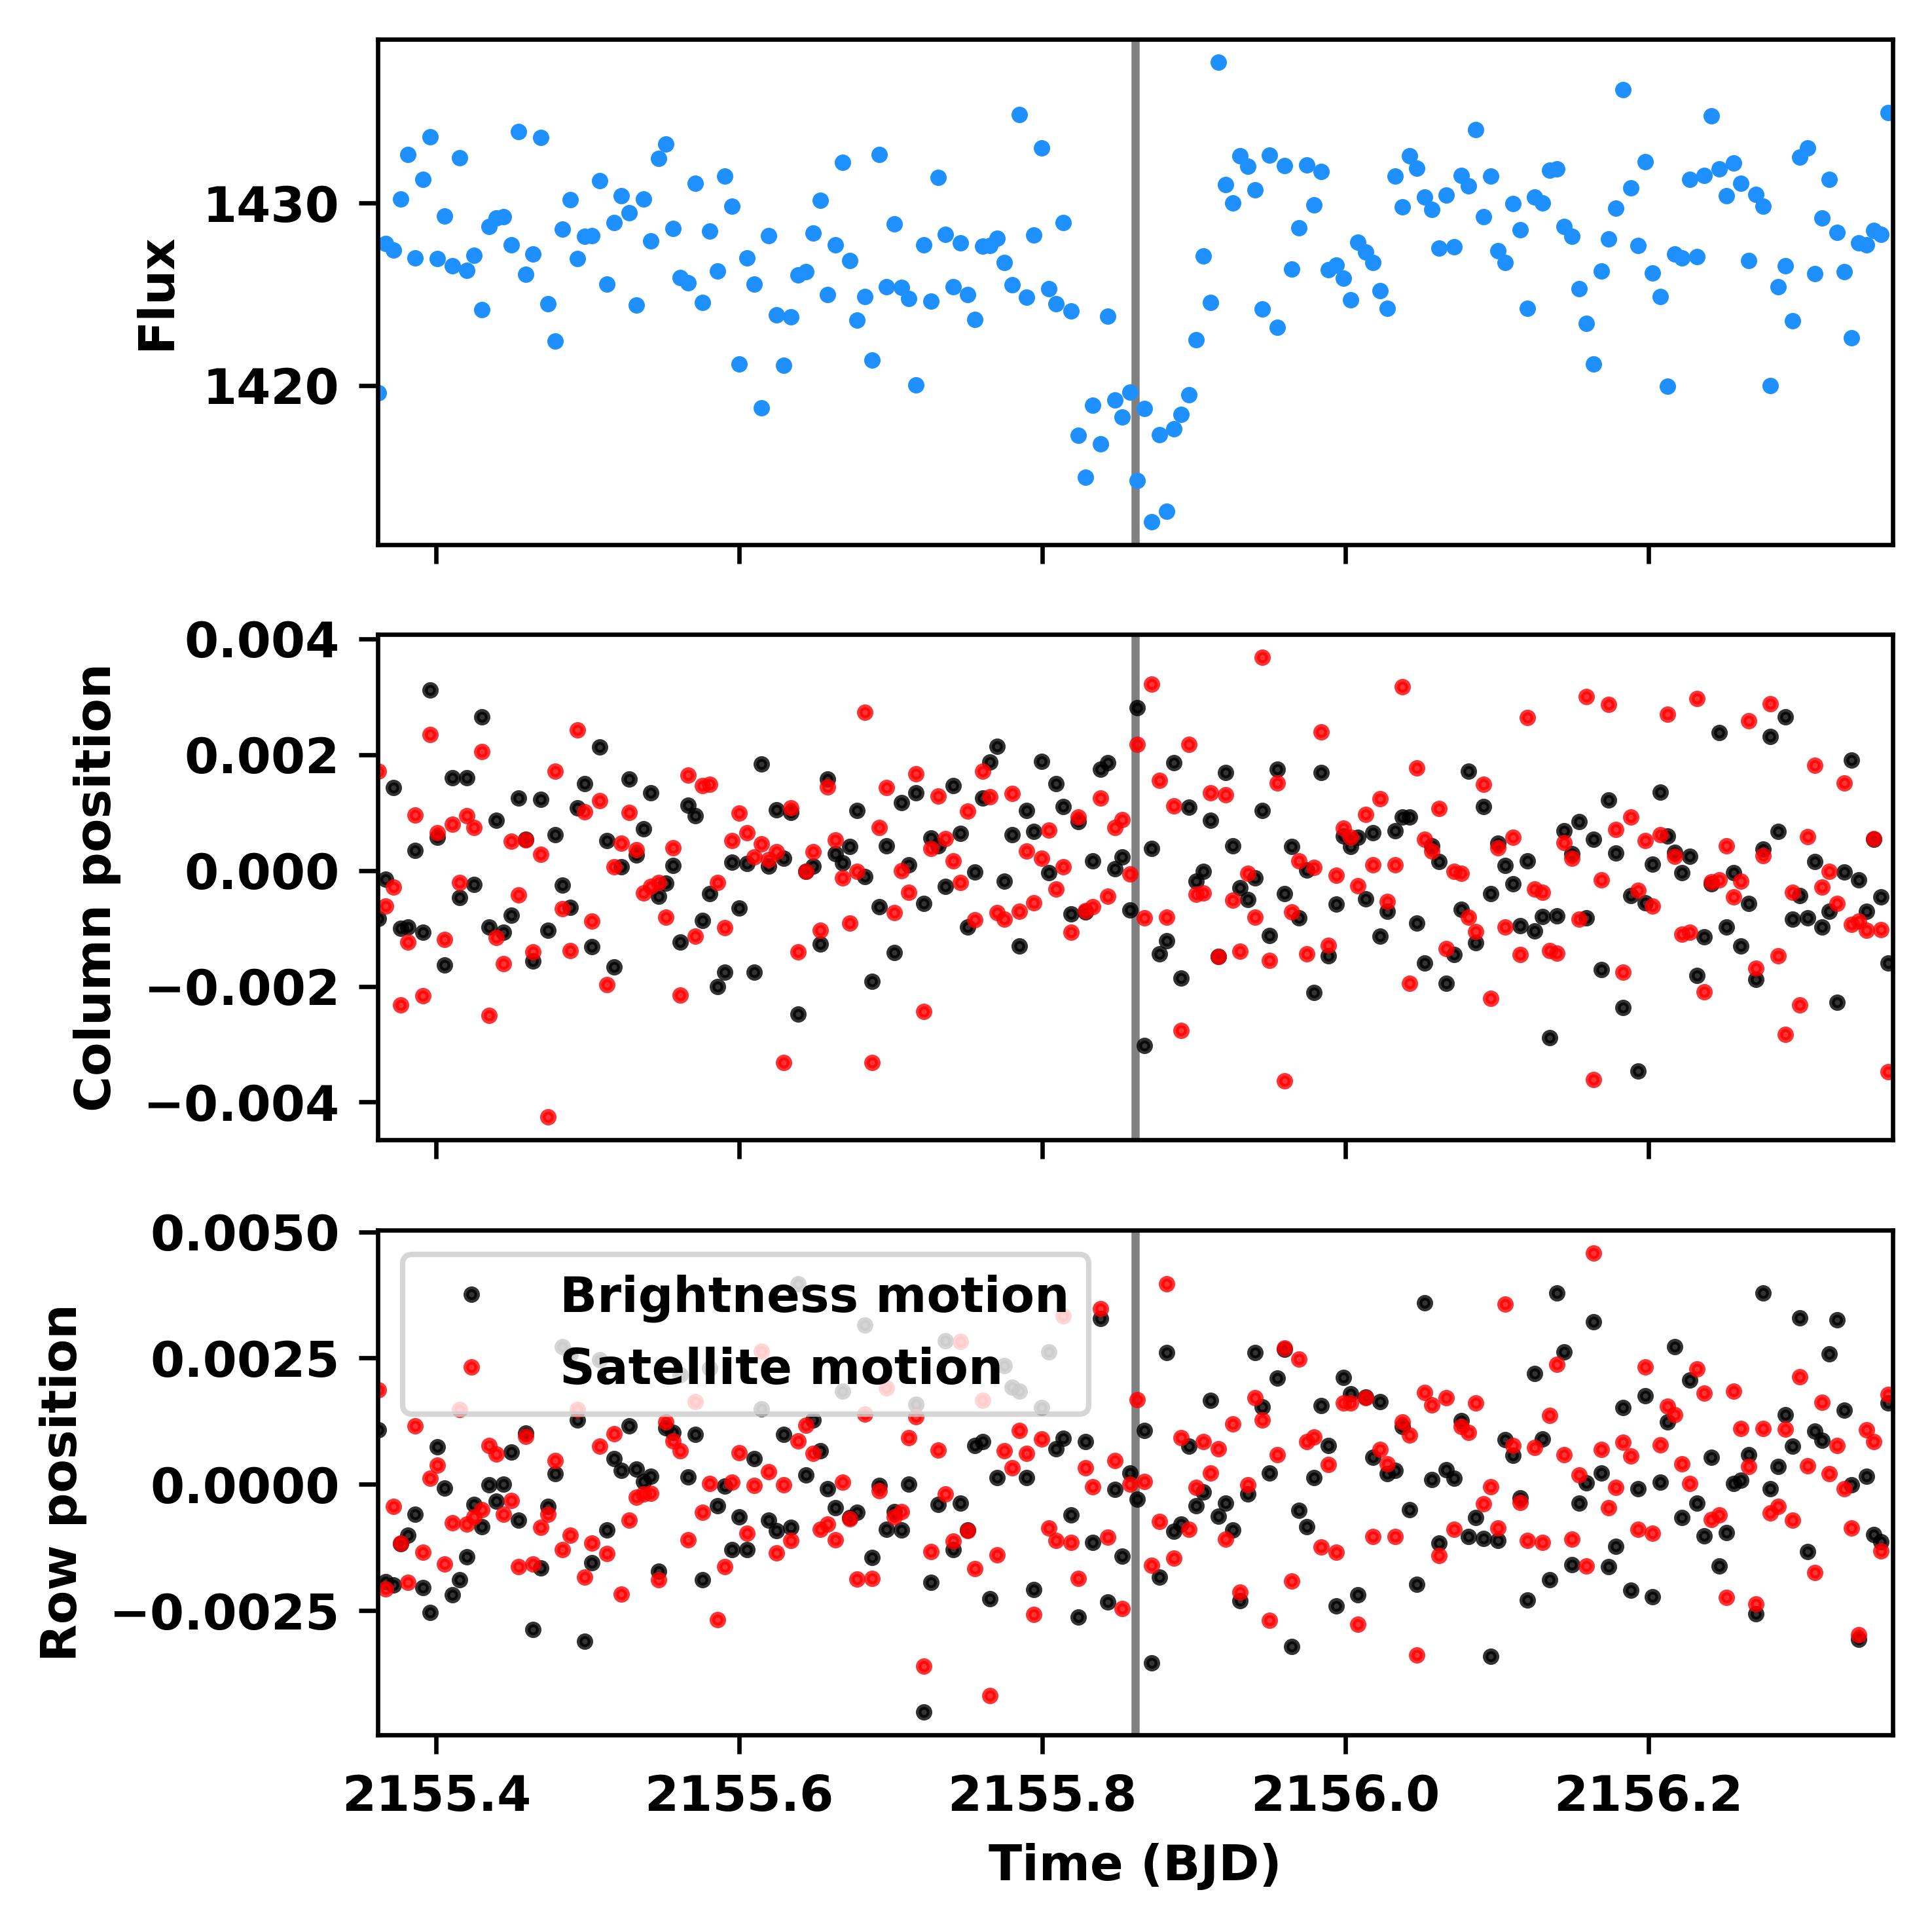 Flux
1430
1420
Column position
0.004
0.002
0.000
−0.002
−0.004
Row position
0.0050
0.0025
0.0000
−0.0025
Brightness motion
Satellite motion
2155.4 2155.6 2155.8 2156.0 2156.2
Time (BJD)